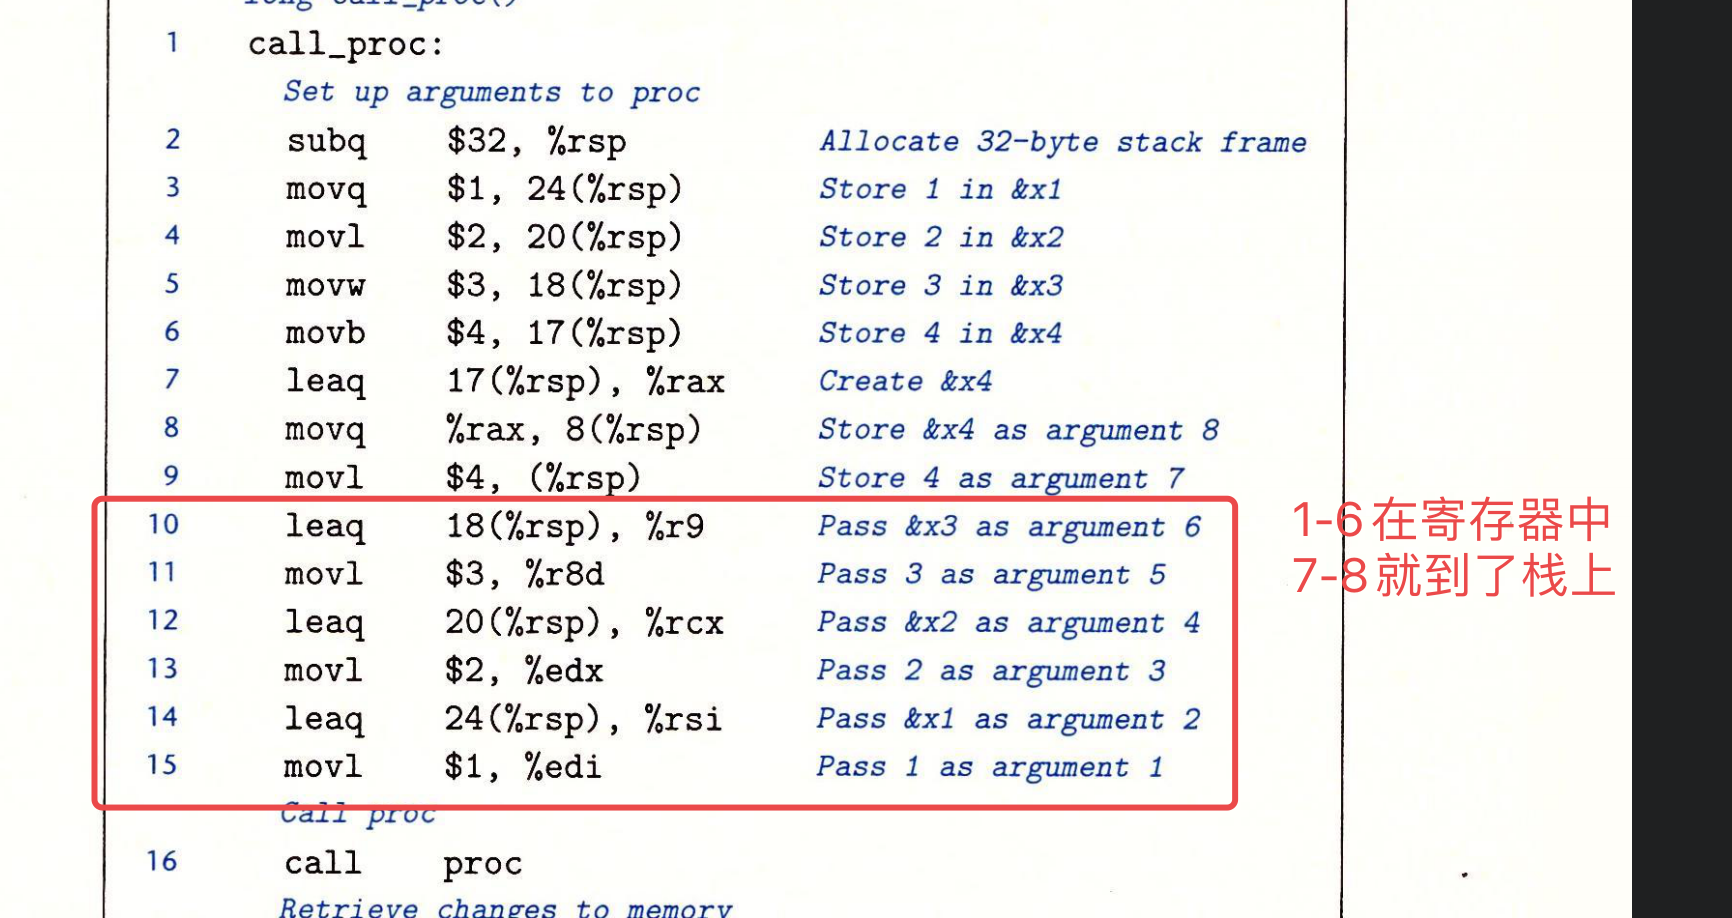 long call_proc()
1 call_proc:
Set up arguments to proc
2 subq $32, %rsp Allocate 32-byte stack frame
3 movq $1, 24(%rsp) Store 1 in &x1
4 movl $2, 20(%rsp) Store 2 in &x2
5 movw $3, 18(%rsp) Store 3 in &x3
6 movb $4, 17(%rsp) Store 4 in &x4
7 leaq 17(%rsp), %rax Create &x4
8 movq %rax, 8(%rsp) Store &x4 as argument 8
9 movl $4, (%rsp) Store 4 as argument 7
10 leaq 18(%rsp), %r9 Pass &x3 as argument 6
1-6在寄存器中
11 movl $3, %r8d Pass 3 as argument 5
7-8就到了栈上
12 leaq 20(%rsp), %rcx Pass &x2 as argument 4
13 movl $2, %edx Pass 2 as argument 3
14 leaq 24(%rsp), %rsi Pass &x1 as argument 2
15 movl $1, %edi Pass 1 as argument 1
Call proc
16 call proc
Retrieve changes to memory